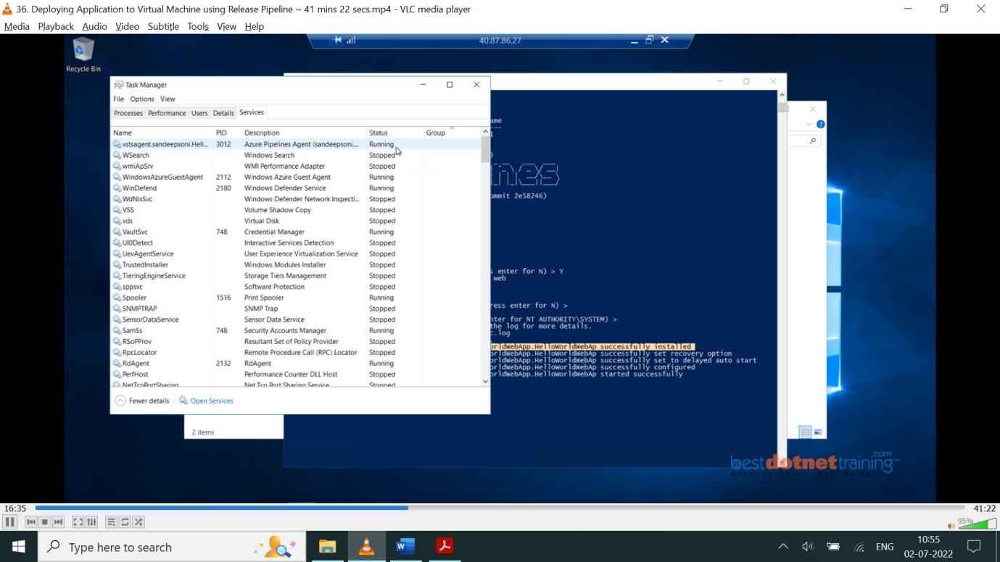 36. Deploying Application to Virtual Machine using Release Pipeline ~ 41 mins 22 secs.mp4 - VLC media player
Media Playback Audio Video Subtitle Tools View Help
40.87.86.27
Recycle Bin
Task Manager
File Options View
Processes Performance Users Details Services
Name PID Description Status Group
vstsagent.sandeepsoni.Hell... 3012 Azure Pipelines Agent (sandeepsoni.... Running
WSearch Windows Search Stopped
wmiApSrv WMI Performance Adapter Stopped
WindowsAzureGuestAgent 2112 Windows Azure Guest Agent Running
WinDefend 2180 Windows Defender Service Running
WdNisSvc Windows Defender Network Inspecti... Stopped
VSS Volume Shadow Copy Stopped
vds Virtual Disk Stopped
VaultSvc 748 Credential Manager Running
UI0Detect Interactive Services Detection Stopped
UevAgentService User Experience Virtualization Service Stopped
TrustedInstaller Windows Modules Installer Stopped
TieringEngineService Storage Tiers Management Stopped
sppsvc Software Protection Stopped
Spooler 1516 Print Spooler Running
SNMPTRAP SNMP Trap Stopped
SensorDataService Sensor Data Service Stopped
SamSs 748 Security Accounts Manager Running
RSoPProv Resultant Set of Policy Provider Stopped
RpcLocator Remote Procedure Call (RPC) Locator Stopped
RdAgent 2132 RdAgent Running
PerfHost Performance Counter DLL Host Stopped
NetTcpPortSharing Net.Tcp Port Sharing Service Stopped
Fewer details Open Services
2 items
ame
nes
ommit 2e58246)
s enter for N) > Y
web
ress enter for N) >
nter for NT AUTHORITY\SYSTEM) >
the log for more details.
c.log
orldWebApp.HelloWorldWebAp successfully installed
orldWebApp.HelloWorldWebAp successfully set recovery option
orldWebApp.HelloWorldWebAp successfully set to delayed auto start
orldWebApp.HelloWorldWebAp successfully configured
orldWebApp.HelloWorldWebAp started successfully
bestdotnettraining.com
16:35 41:22
95%
Type here to search
ENG
10:55
02-07-2022